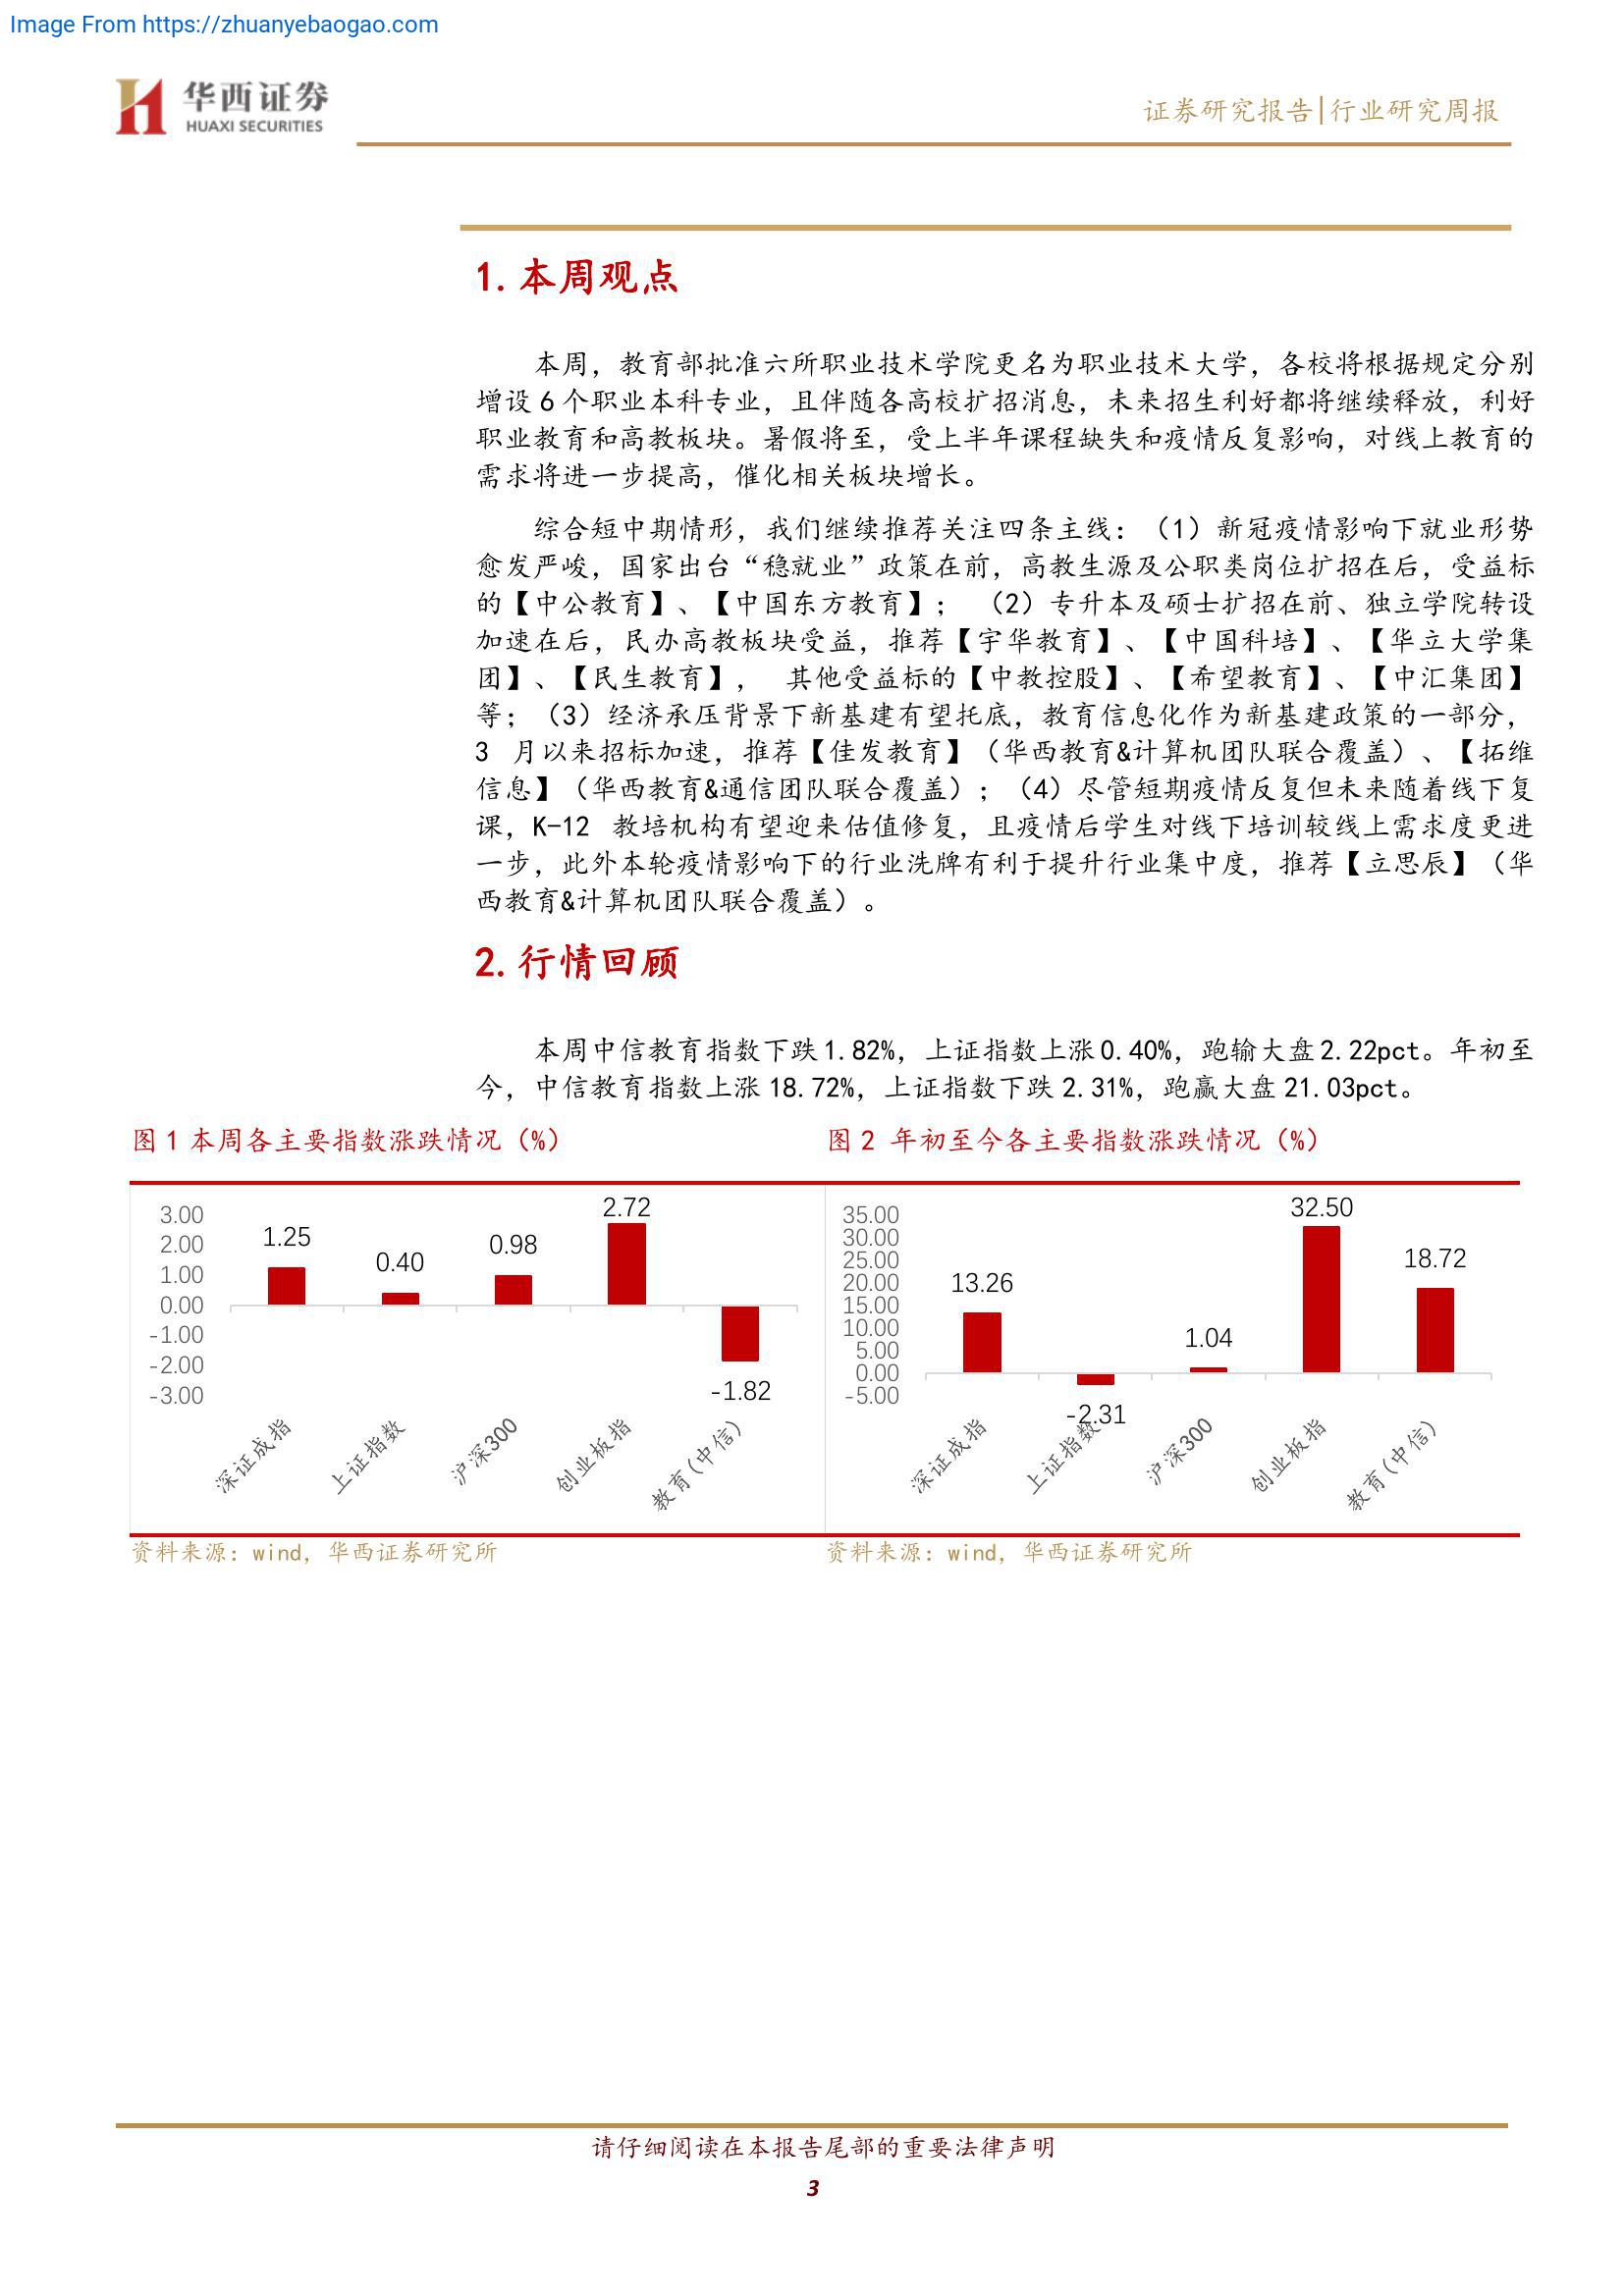 Image From https://zhuanyebaogao.com
华西证券
HUAXI SECURITIES
证券研究报告|行业研究周报
1.本周观点
本周，教育部批准六所职业技术学院更名为职业技术大学，各校将根据规定分别
增设 6 个职业本科专业，且伴随各高校扩招消息，未来招生利好都将继续释放，利好
职业教育和高教板块。暑假将至，受上半年课程缺失和疫情反复影响，对线上教育的
需求将进一步提高，催化相关板块增长。
综合短中期情形，我们继续推荐关注四条主线：（1）新冠疫情影响下就业形势
愈发严峻，国家出台“稳就业”政策在前，高教生源及公职类岗位扩招在后，受益标
的【中公教育】、【中国东方教育】； （2）专升本及硕士扩招在前、独立学院转设
加速在后，民办高教板块受益，推荐【宇华教育】、【中国科培】、【华立大学集
团】、【民生教育】， 其他受益标的【中教控股】、【希望教育】、【中汇集团】
等；（3）经济承压背景下新基建有望托底，教育信息化作为新基建政策的一部分，
3 月以来招标加速，推荐【佳发教育】（华西教育&计算机团队联合覆盖）、【拓维
信息】（华西教育&通信团队联合覆盖）；（4）尽管短期疫情反复但未来随着线下复
课，K-12 教培机构有望迎来估值修复，且疫情后学生对线下培训较线上需求度更进
一步，此外本轮疫情影响下的行业洗牌有利于提升行业集中度，推荐【立思辰】（华
西教育&计算机团队联合覆盖）。
2.行情回顾
本周中信教育指数下跌1.82%，上证指数上涨0.40%，跑输大盘2.22pct。年初至
今，中信教育指数上涨 18.72%，上证指数下跌 2.31%，跑赢大盘 21.03pct。
图 1 本周各主要指数涨跌情况（%）
3.00
2.00
1.00
0.00
-1.00
-2.00
-3.00
1.25
0.40
0.98
2.72
-1.82
深证成指
上证指数
沪深300
创业板指
教育(中信)
资料来源：wind，华西证券研究所
图 2 年初至今各主要指数涨跌情况（%）
35.00
30.00
25.00
20.00
15.00
10.00
5.00
0.00
-5.00
13.26
-2.31
1.04
32.50
18.72
深证成指
上证指数
沪深300
创业板指
教育(中信)
资料来源：wind，华西证券研究所
请仔细阅读在本报告尾部的重要法律声明
3